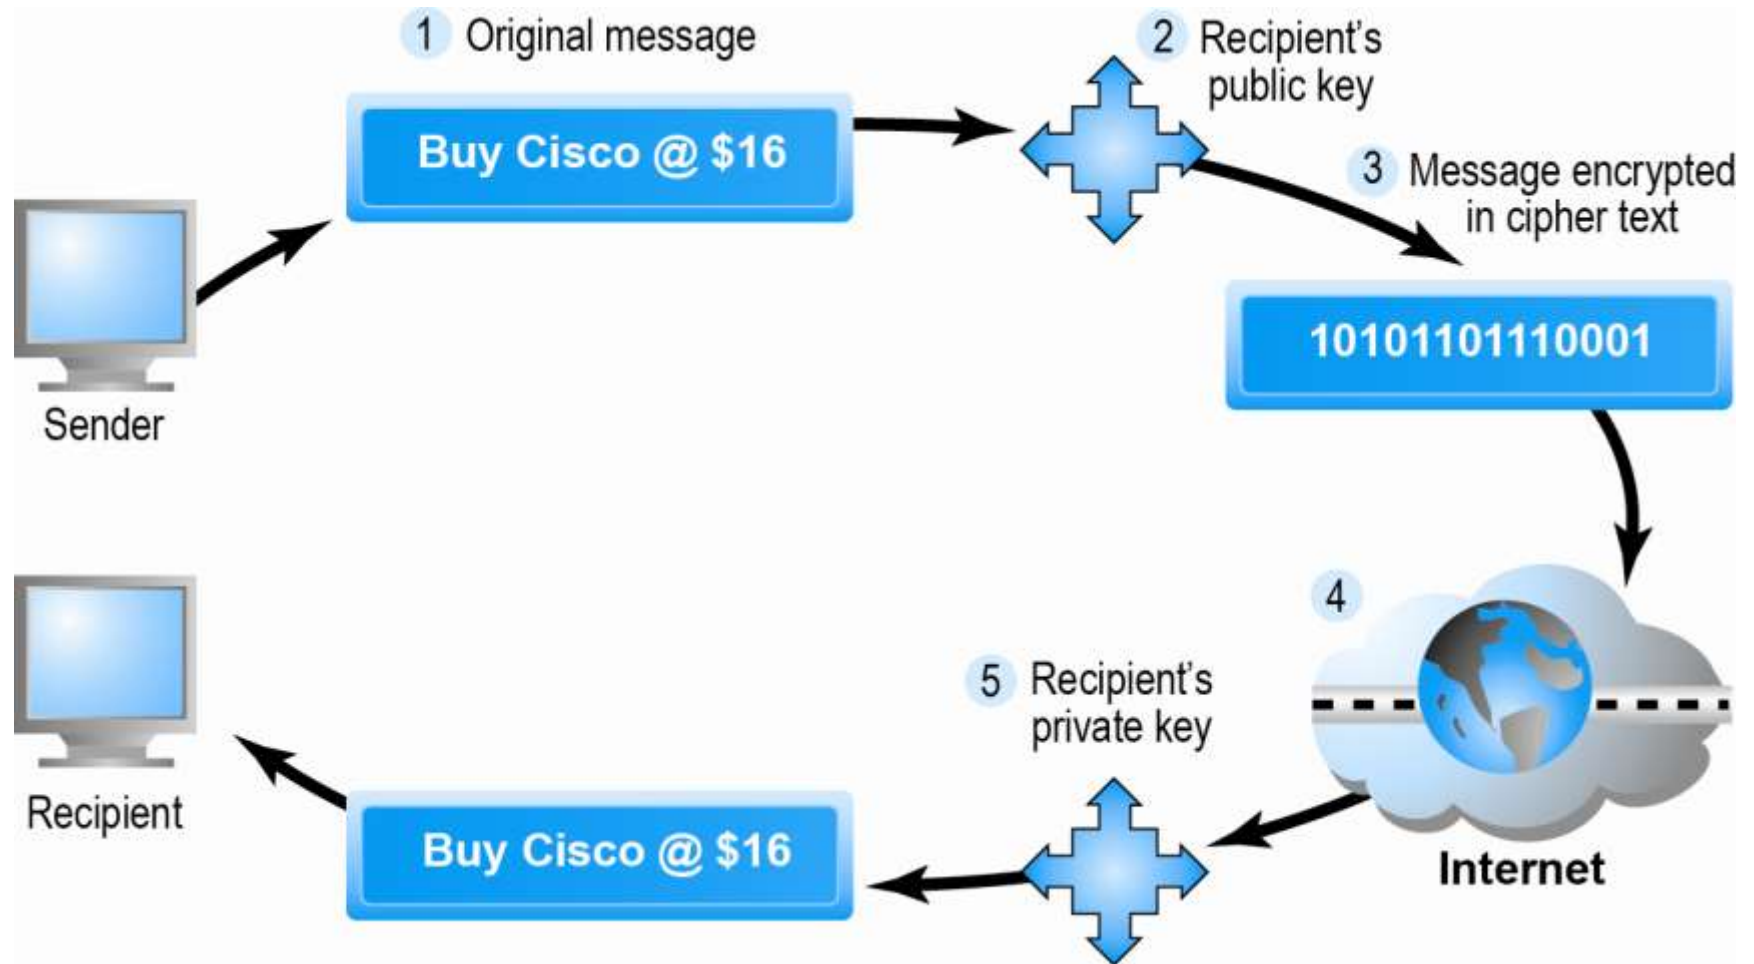 1 Original message
Buy Cisco @ $16
2 Recipient's
public key
3 Message encrypted
in cipher text
10101101110001
Sender
4
Internet
5 Recipient's
private key
Buy Cisco @ $16
Recipient